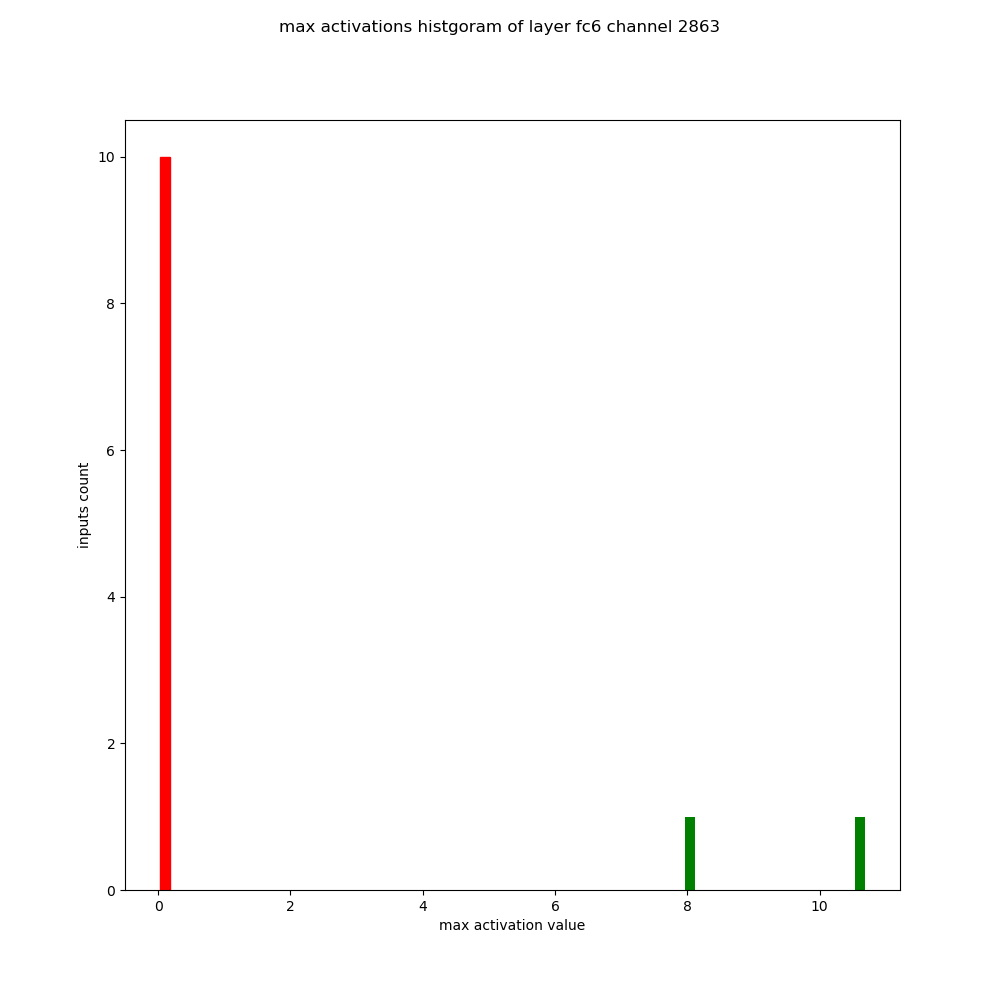 max activations histgoram of layer fc6 channel 2863
10
8
6
4
2
0
inputs count
0 2 4 6 8 10
max activation value